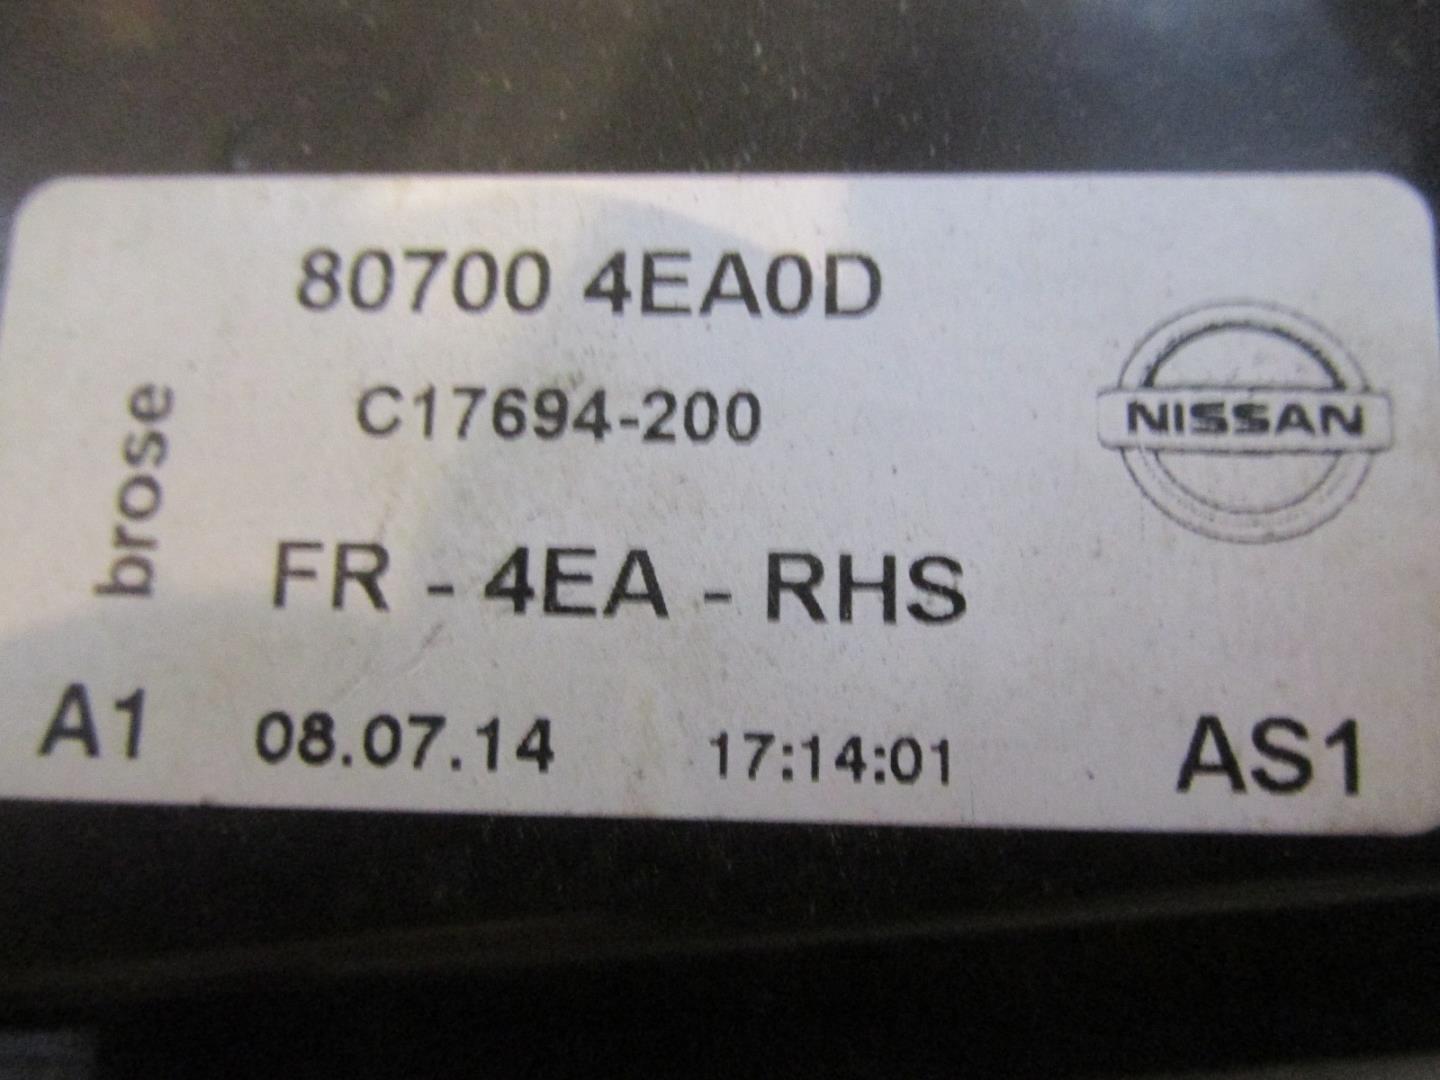 80700 4EA0D
C17694-200
NISSAN
brose
FR - 4EA - RHS
A1 08.07.14 17:14:01 AS1